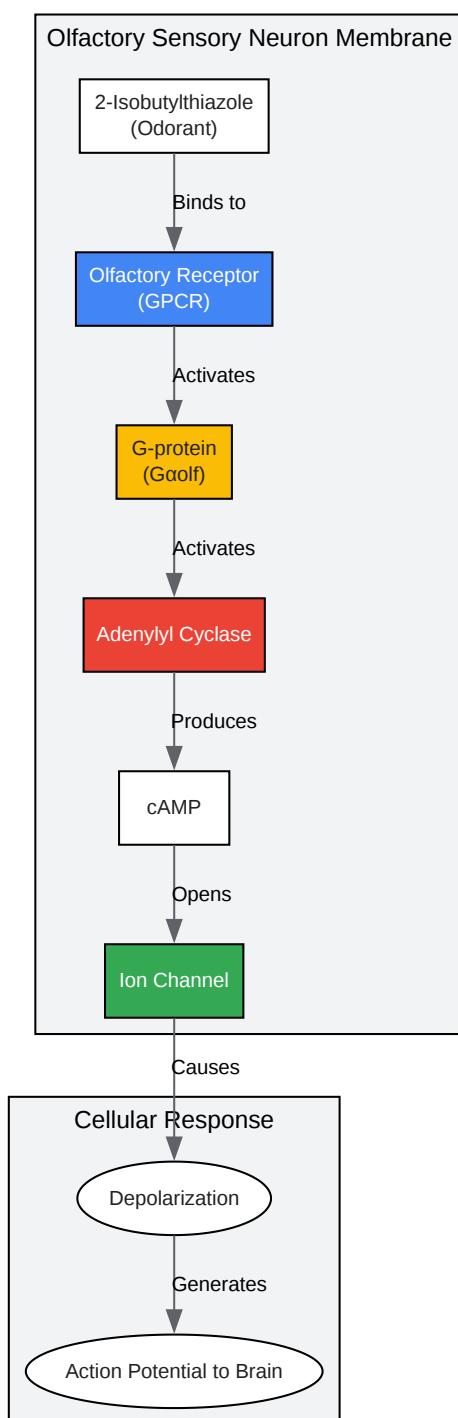 Olfactory Sensory Neuron Membrane
2-Isobutylthiazole
(Odorant)
Binds to
Olfactory Receptor
(GPCR)
Activates
G-protein
(Gαolf)
Activates
Adenylyl Cyclase
Produces
cAMP
Opens
Ion Channel
Causes
Cellular Response
Depolarization
Generates
Action Potential to Brain